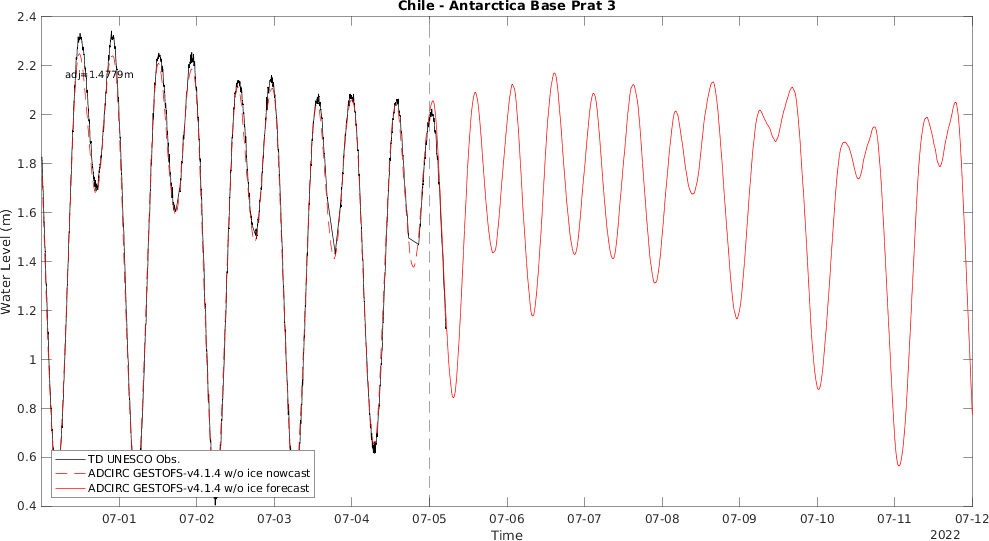 Chile - Antarctica Base Prat 3
2.4
2.2
2
1.8
1.6
1.4
1.2
1
0.8
0.6
0.4
Water Level (m)
adj=1.4779m
TD UNESCO Obs.
ADCIRC GESTOFS-v4.1.4 w/o ice nowcast
ADCIRC GESTOFS-v4.1.4 w/o ice forecast
07-01 07-02 07-03 07-04 07-05 07-06 07-07 07-08 07-09 07-10 07-11 07-12
Time
2022